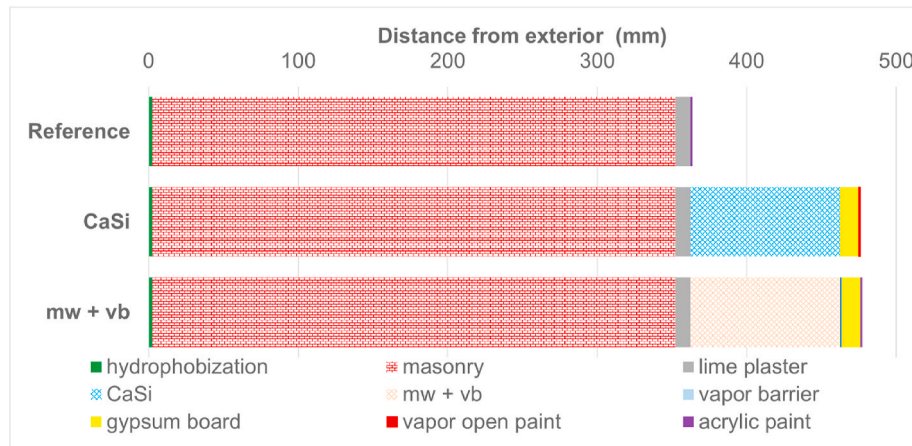 Distance from exterior (mm)
0 100 200 300 400 500
Reference
CaSi
mw + vb
hydrophobization masonry lime plaster
CaSi mw + vb vapor barrier
gypsum board vapor open paint acrylic paint